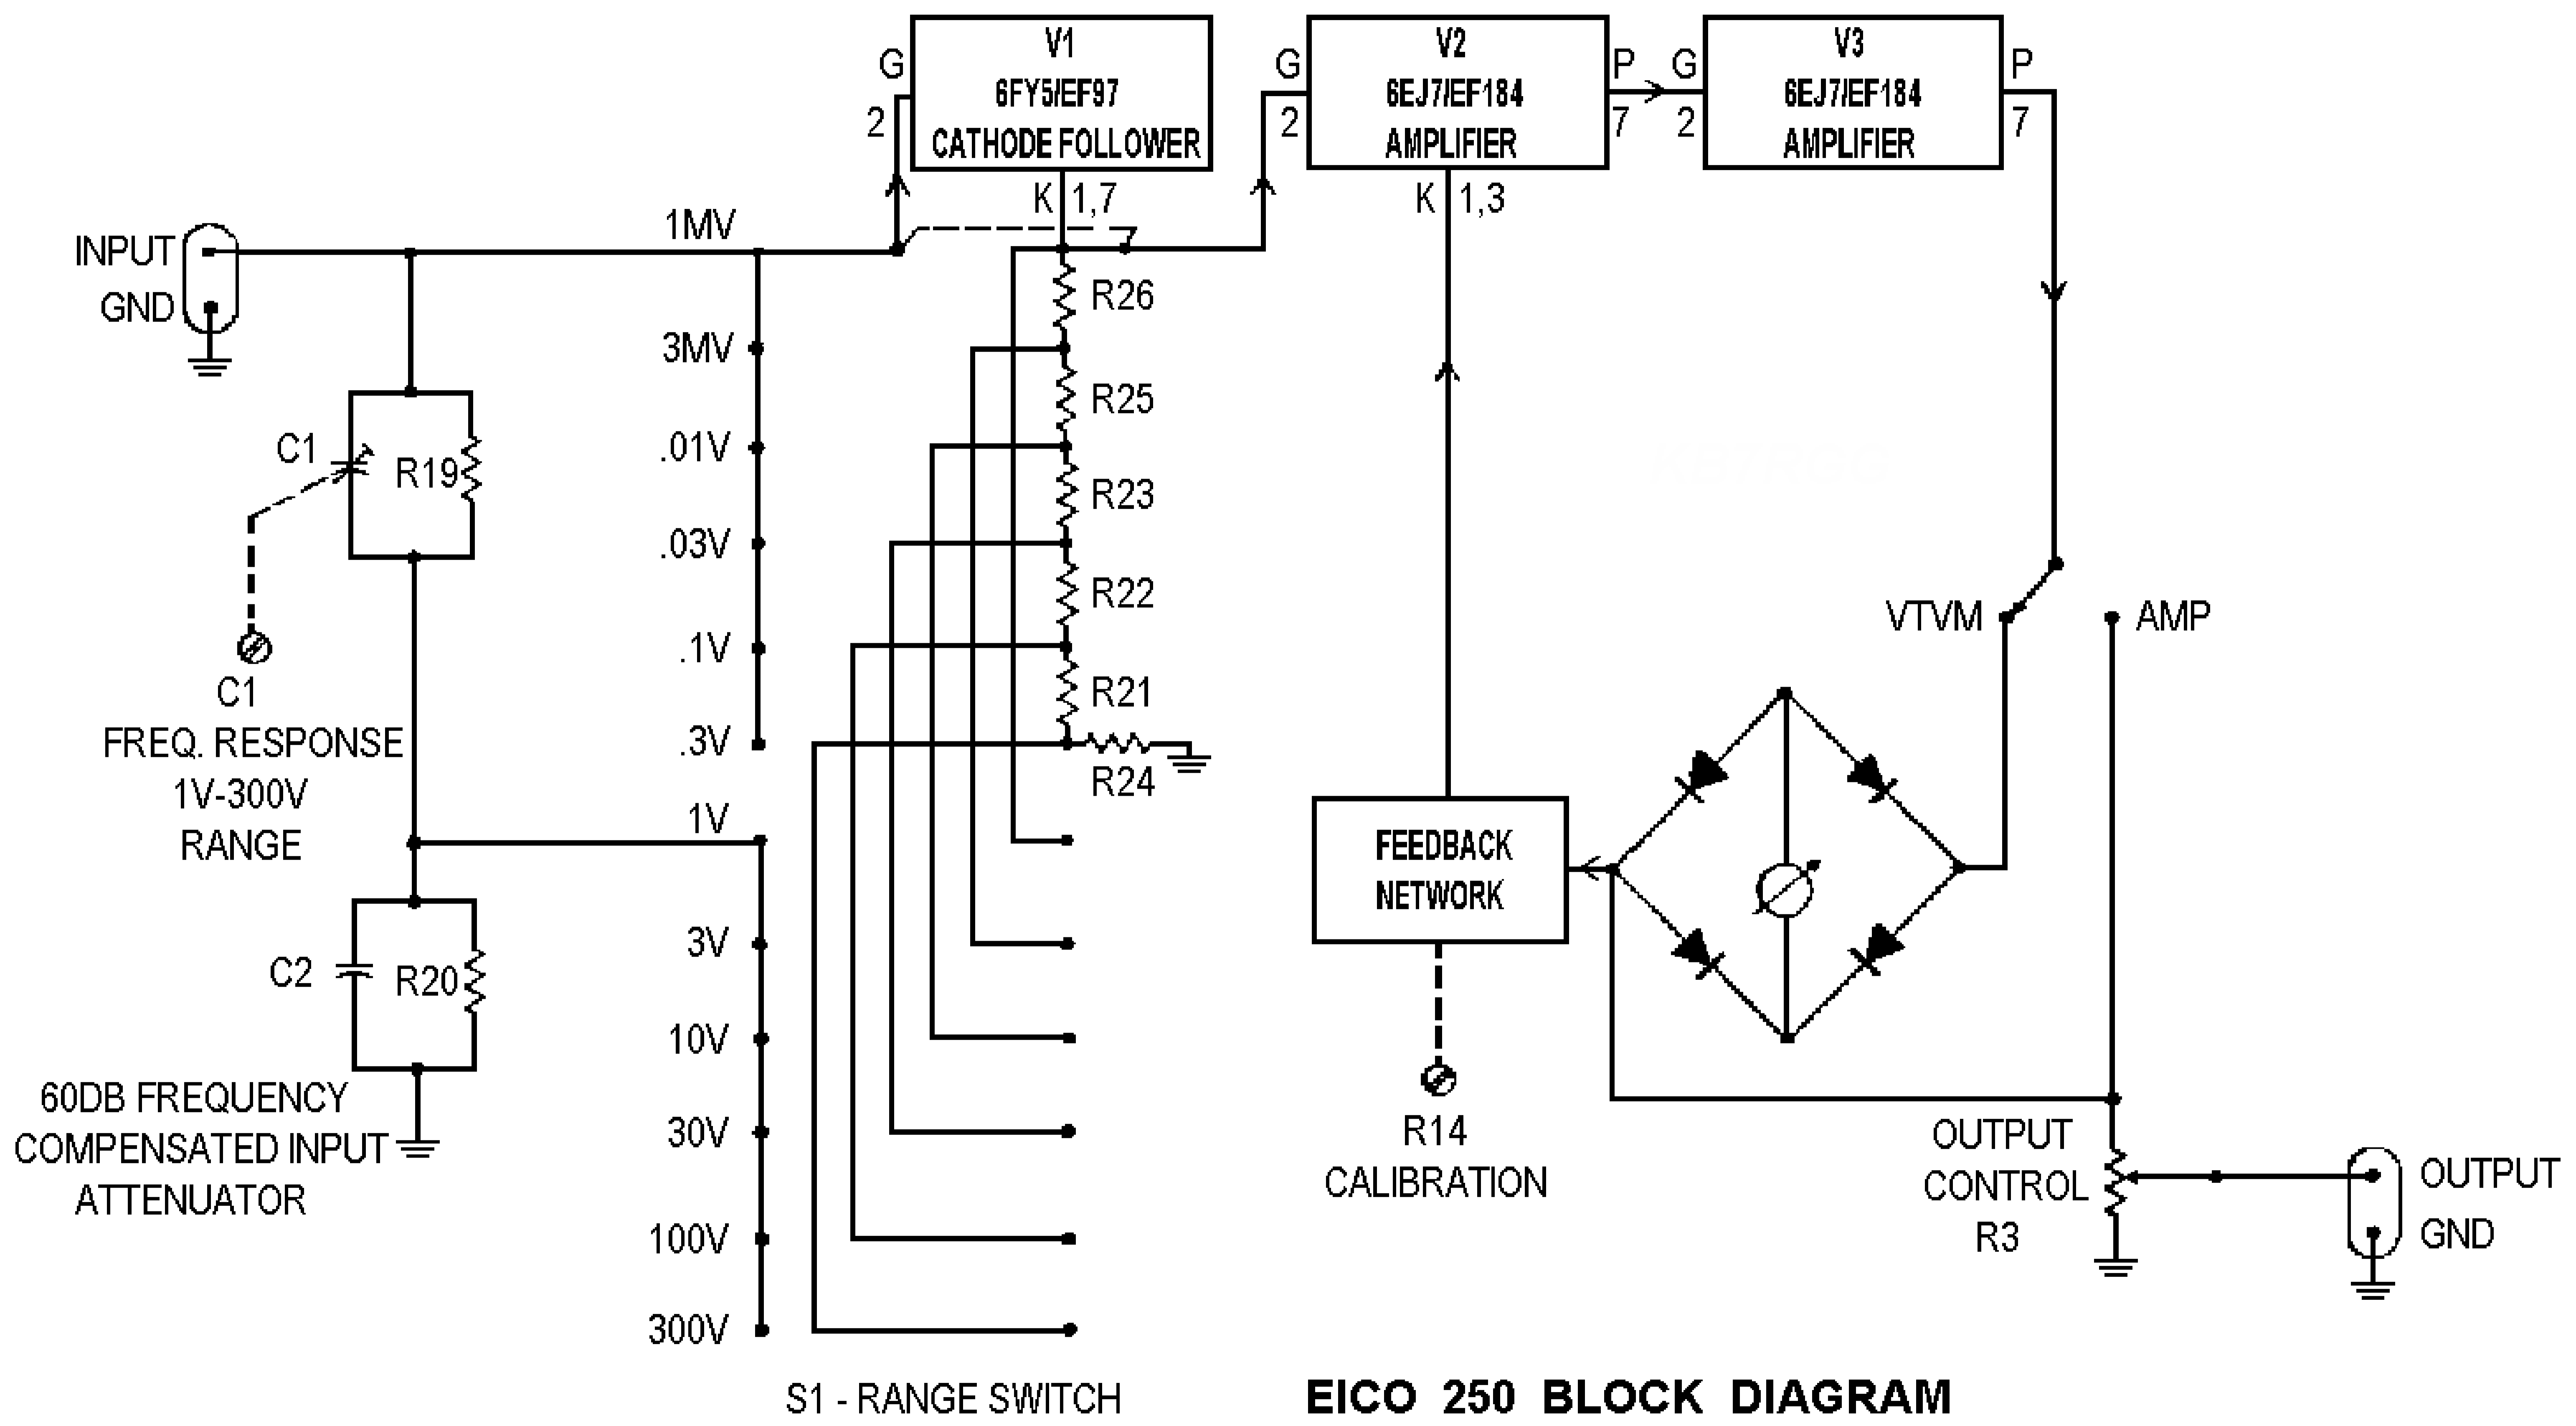 V1
6FY5/EF97
CATHODE FOLLOWER
G
2
K 1,7
V2
6EJ7/EF184
AMPLIFIER
G
2
P
7
K 1,3
V3
6EJ7/EF184
AMPLIFIER
G
2
P
7
INPUT
GND
1MV
3MV
.01V
.03V
.1V
.3V
1V
3V
10V
30V
100V
300V
C1
R19
C1
FREQ. RESPONSE
1V-300V
RANGE
C2
R20
60DB FREQUENCY
COMPENSATED INPUT
ATTENUATOR
R26
R25
R23
R22
R21
R24
S1 - RANGE SWITCH
FEEDBACK
NETWORK
R14
CALIBRATION
VTVM
AMP
OUTPUT
CONTROL
R3
OUTPUT
GND
EICO 250 BLOCK DIAGRAM